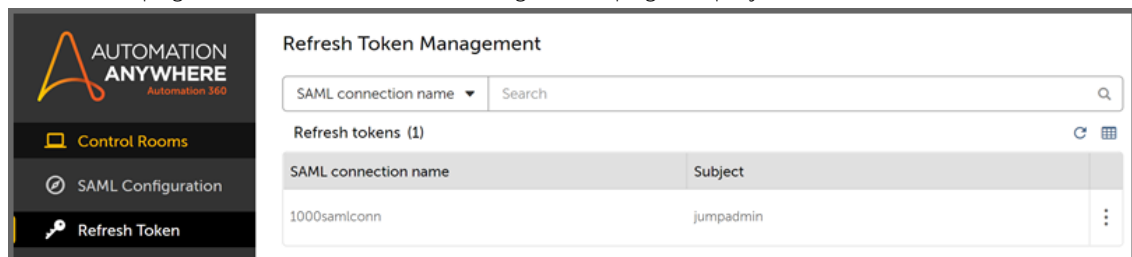 AUTOMATION
ANYWHERE
Automation 360
Control Rooms
SAML Configuration
Refresh Token
Refresh Token Management
SAML connection name Search
Refresh tokens (1)
SAML connection name Subject
1000samlconn jumpadmin